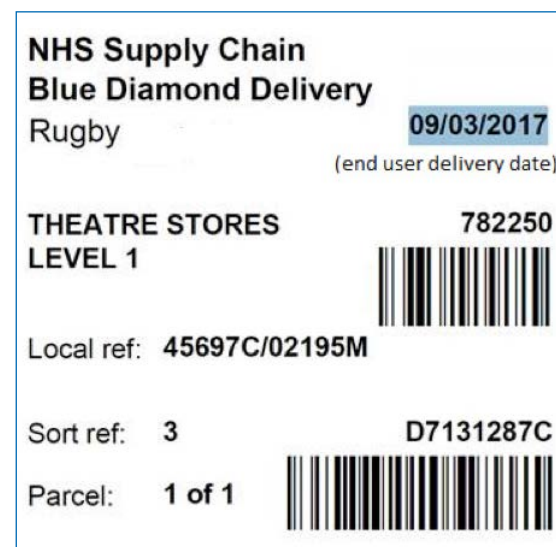 NHS Supply Chain
Blue Diamond Delivery
Rugby 09/03/2017
(end user delivery date)
THEATRE STORES 782250
LEVEL 1
Local ref: 45697C/02195M
Sort ref: 3 D7131287C
Parcel: 1 of 1